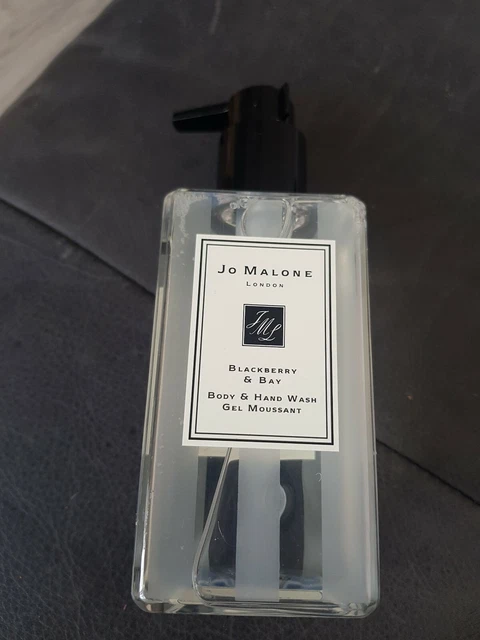 Jo Malone
London
JML
Blackberry
& Bay
Body & Hand Wash
Gel Moussant